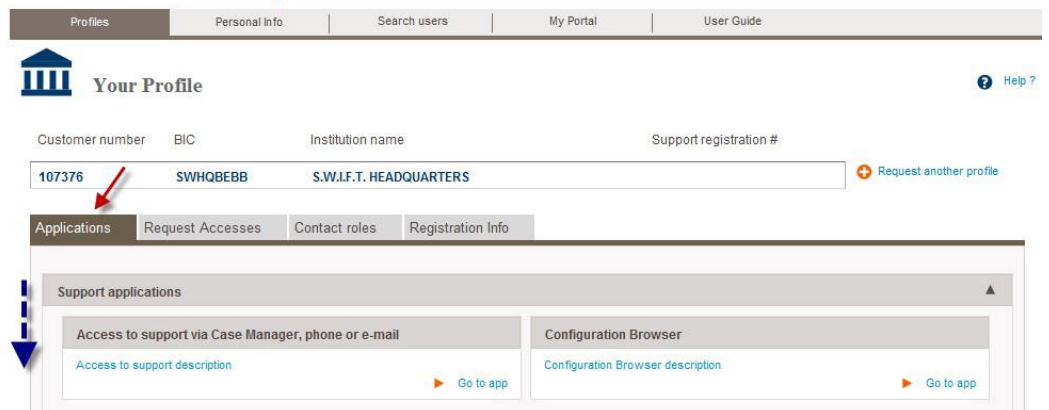 Profiles Personal Info Search users My Portal User Guide
Your Profile
Help ?
Customer number BIC Institution name Support registration #
107376 SWHQBEBB S.W.I.F.T. HEADQUARTERS
Request another profile
Applications Request Accesses Contact roles Registration Info
Support applications
Access to support via Case Manager, phone or e-mail Configuration Browser
Access to support description Configuration Browser description
Go to app Go to app